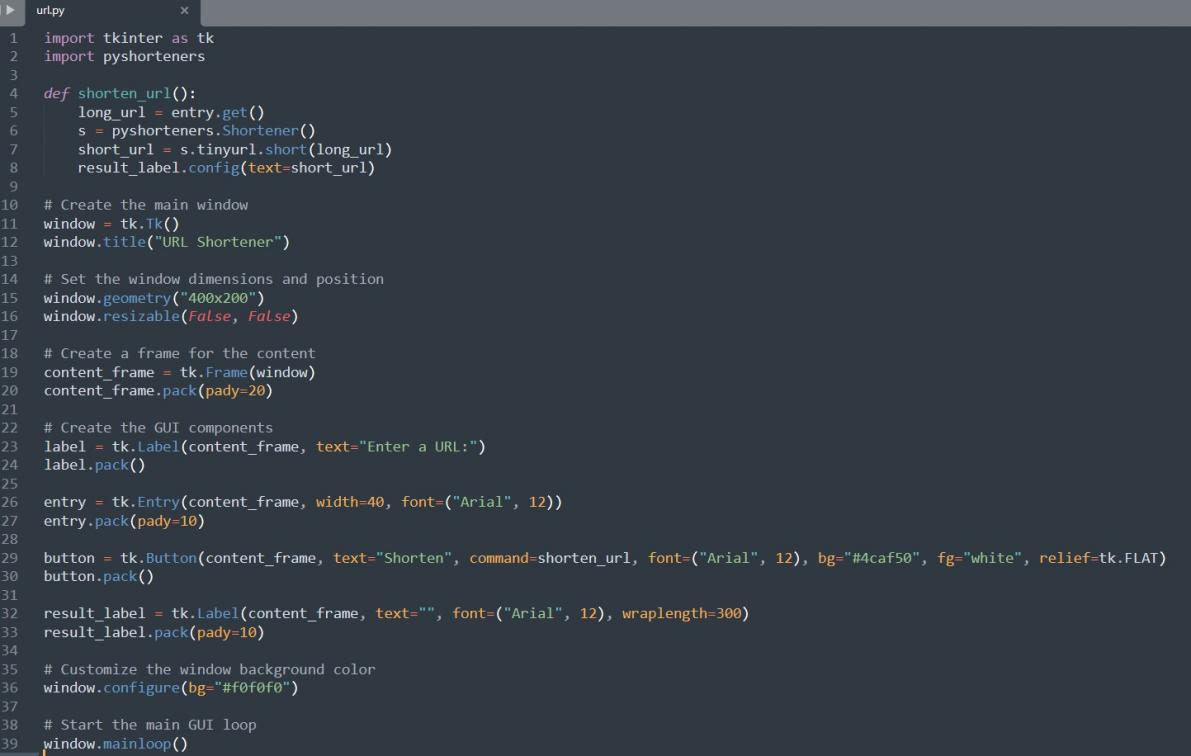 url.py ×
1 import tkinter as tk
2 import pyshorteners
3
4 def shorten_url():
5     long_url = entry.get()
6     s = pyshorteners.Shortener()
7     short_url = s.tinyurl.short(long_url)
8     result_label.config(text=short_url)
9
10 # Create the main window
11 window = tk.Tk()
12 window.title("URL Shortener")
13
14 # Set the window dimensions and position
15 window.geometry("400x200")
16 window.resizable(False, False)
17
18 # Create a frame for the content
19 content_frame = tk.Frame(window)
20 content_frame.pack(pady=20)
21
22 # Create the GUI components
23 label = tk.Label(content_frame, text="Enter a URL:")
24 label.pack()
25
26 entry = tk.Entry(content_frame, width=40, font=("Arial", 12))
27 entry.pack(pady=10)
28
29 button = tk.Button(content_frame, text="Shorten", command=shorten_url, font=("Arial", 12), bg="#4caf50", fg="white", relief=tk.FLAT)
30 button.pack()
31
32 result_label = tk.Label(content_frame, text="", font=("Arial", 12), wraplength=300)
33 result_label.pack(pady=10)
34
35 # Customize the window background color
36 window.configure(bg="#f0f0f0")
37
38 # Start the main GUI loop
39 window.mainloop()